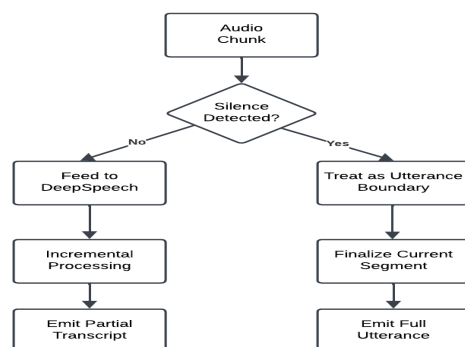 Audio
Chunk
Silence
Detected?
No
Yes
Feed to
DeepSpeech
Treat as Utterance
Boundary
Incremental
Processing
Finalize Current
Segment
Emit Partial
Transcript
Emit Full
Utterance